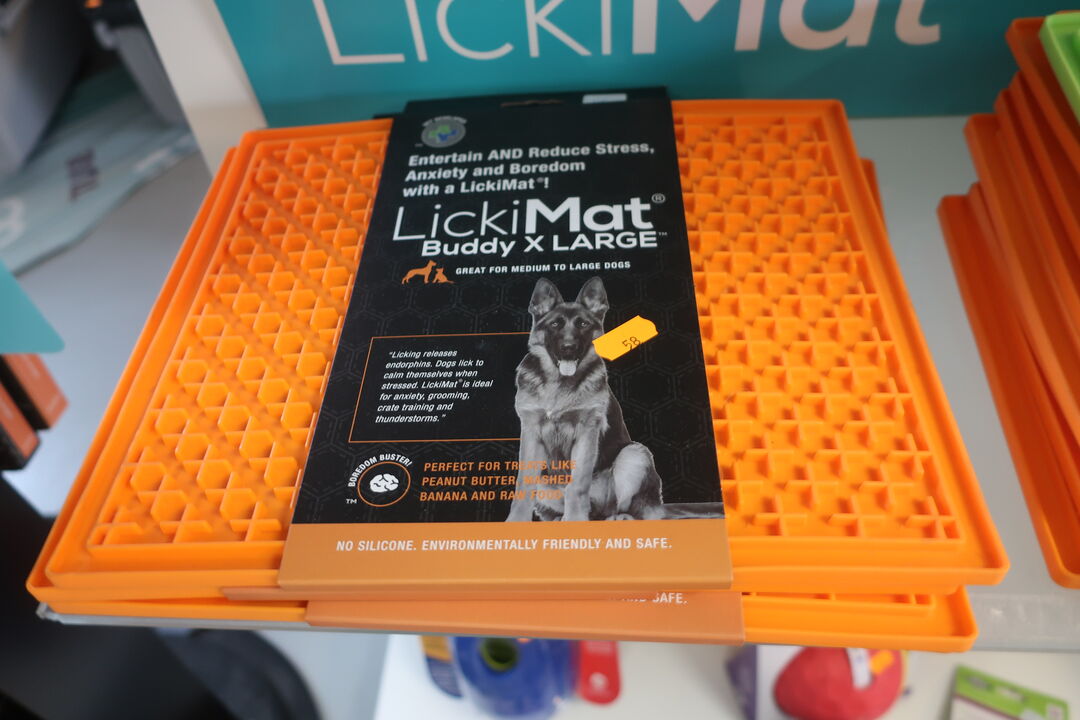 LickiMat
Entertain AND Reduce Stress,
Anxiety and Boredom
with a LickiMat®!
LickiMat®
Buddy X LARGE™
GREAT FOR MEDIUM TO LARGE DOGS
58
"Licking releases
endorphins. Dogs lick to
calm themselves when
stressed. LickiMat® is ideal
for anxiety, grooming,
crate training and
thunderstorms."
BOREDOM BUSTER!
TM
PERFECT FOR TREATS LIKE
PEANUT BUTTER, MASHED
BANANA AND RAW FOOD
NO SILICONE. ENVIRONMENTALLY FRIENDLY AND SAFE.
AND SAFE.